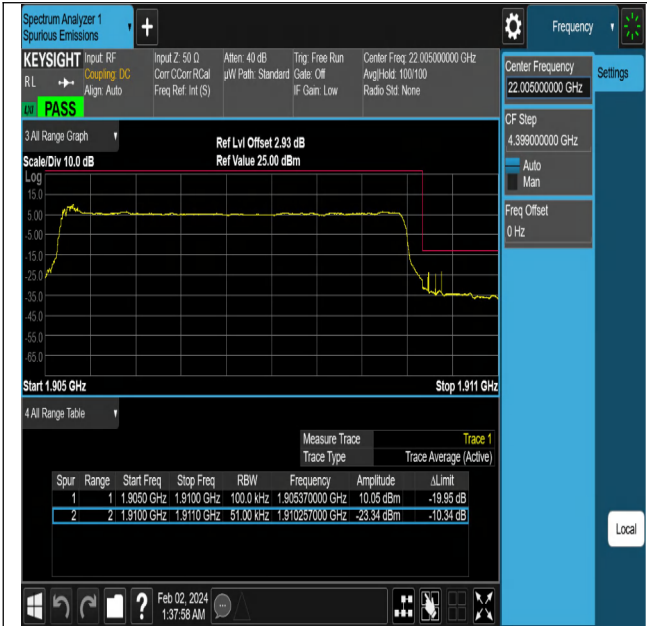 Spectrum Analyzer 1
Spurious Emissions
Frequency
KEYSIGHT
RL
Input: RF
Coupling: DC
Align: Auto
Input Z: 50 Ω
Corr CCorr RCal
Freq Ref: Int (S)
Atten: 40 dB
µW Path: Standard
Trig: Free Run
Gate: Off
IF Gain: Low
Center Freq: 22.005000000 GHz
Avg|Hold: 100/100
Radio Std: None
LXI
PASS
Center Frequency
22.005000000 GHz
Settings
CF Step
4.399000000 GHz
Auto
Man
Freq Offset
0 Hz
3 All Range Graph
Scale/Div 10.0 dB
Ref Lvl Offset 2.93 dB
Ref Value 25.00 dBm
Log
15.0
5.00
-5.00
-15.0
-25.0
-35.0
-45.0
-55.0
-65.0
Start 1.905 GHz
Stop 1.911 GHz
4 All Range Table
Measure Trace Trace 1
Trace Type Trace Average (Active)
Spur Range Start Freq Stop Freq RBW Frequency Amplitude ΔLimit
1 1 1.9050 GHz 1.9100 GHz 100.0 kHz 1.905370000 GHz 10.05 dBm -19.95 dB
2 2 1.9100 GHz 1.9110 GHz 51.00 kHz 1.910257000 GHz -23.34 dBm -10.34 dB
Local
?
Feb 02, 2024
1:37:58 AM